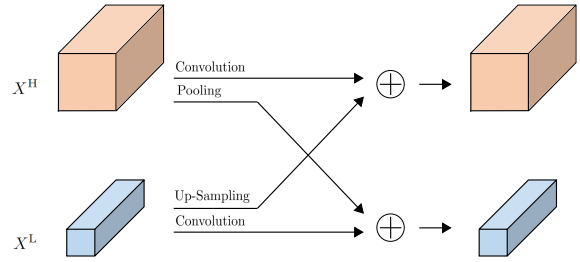 Convolution
X^H
Pooling
Up-Sampling
Convolution
X^L